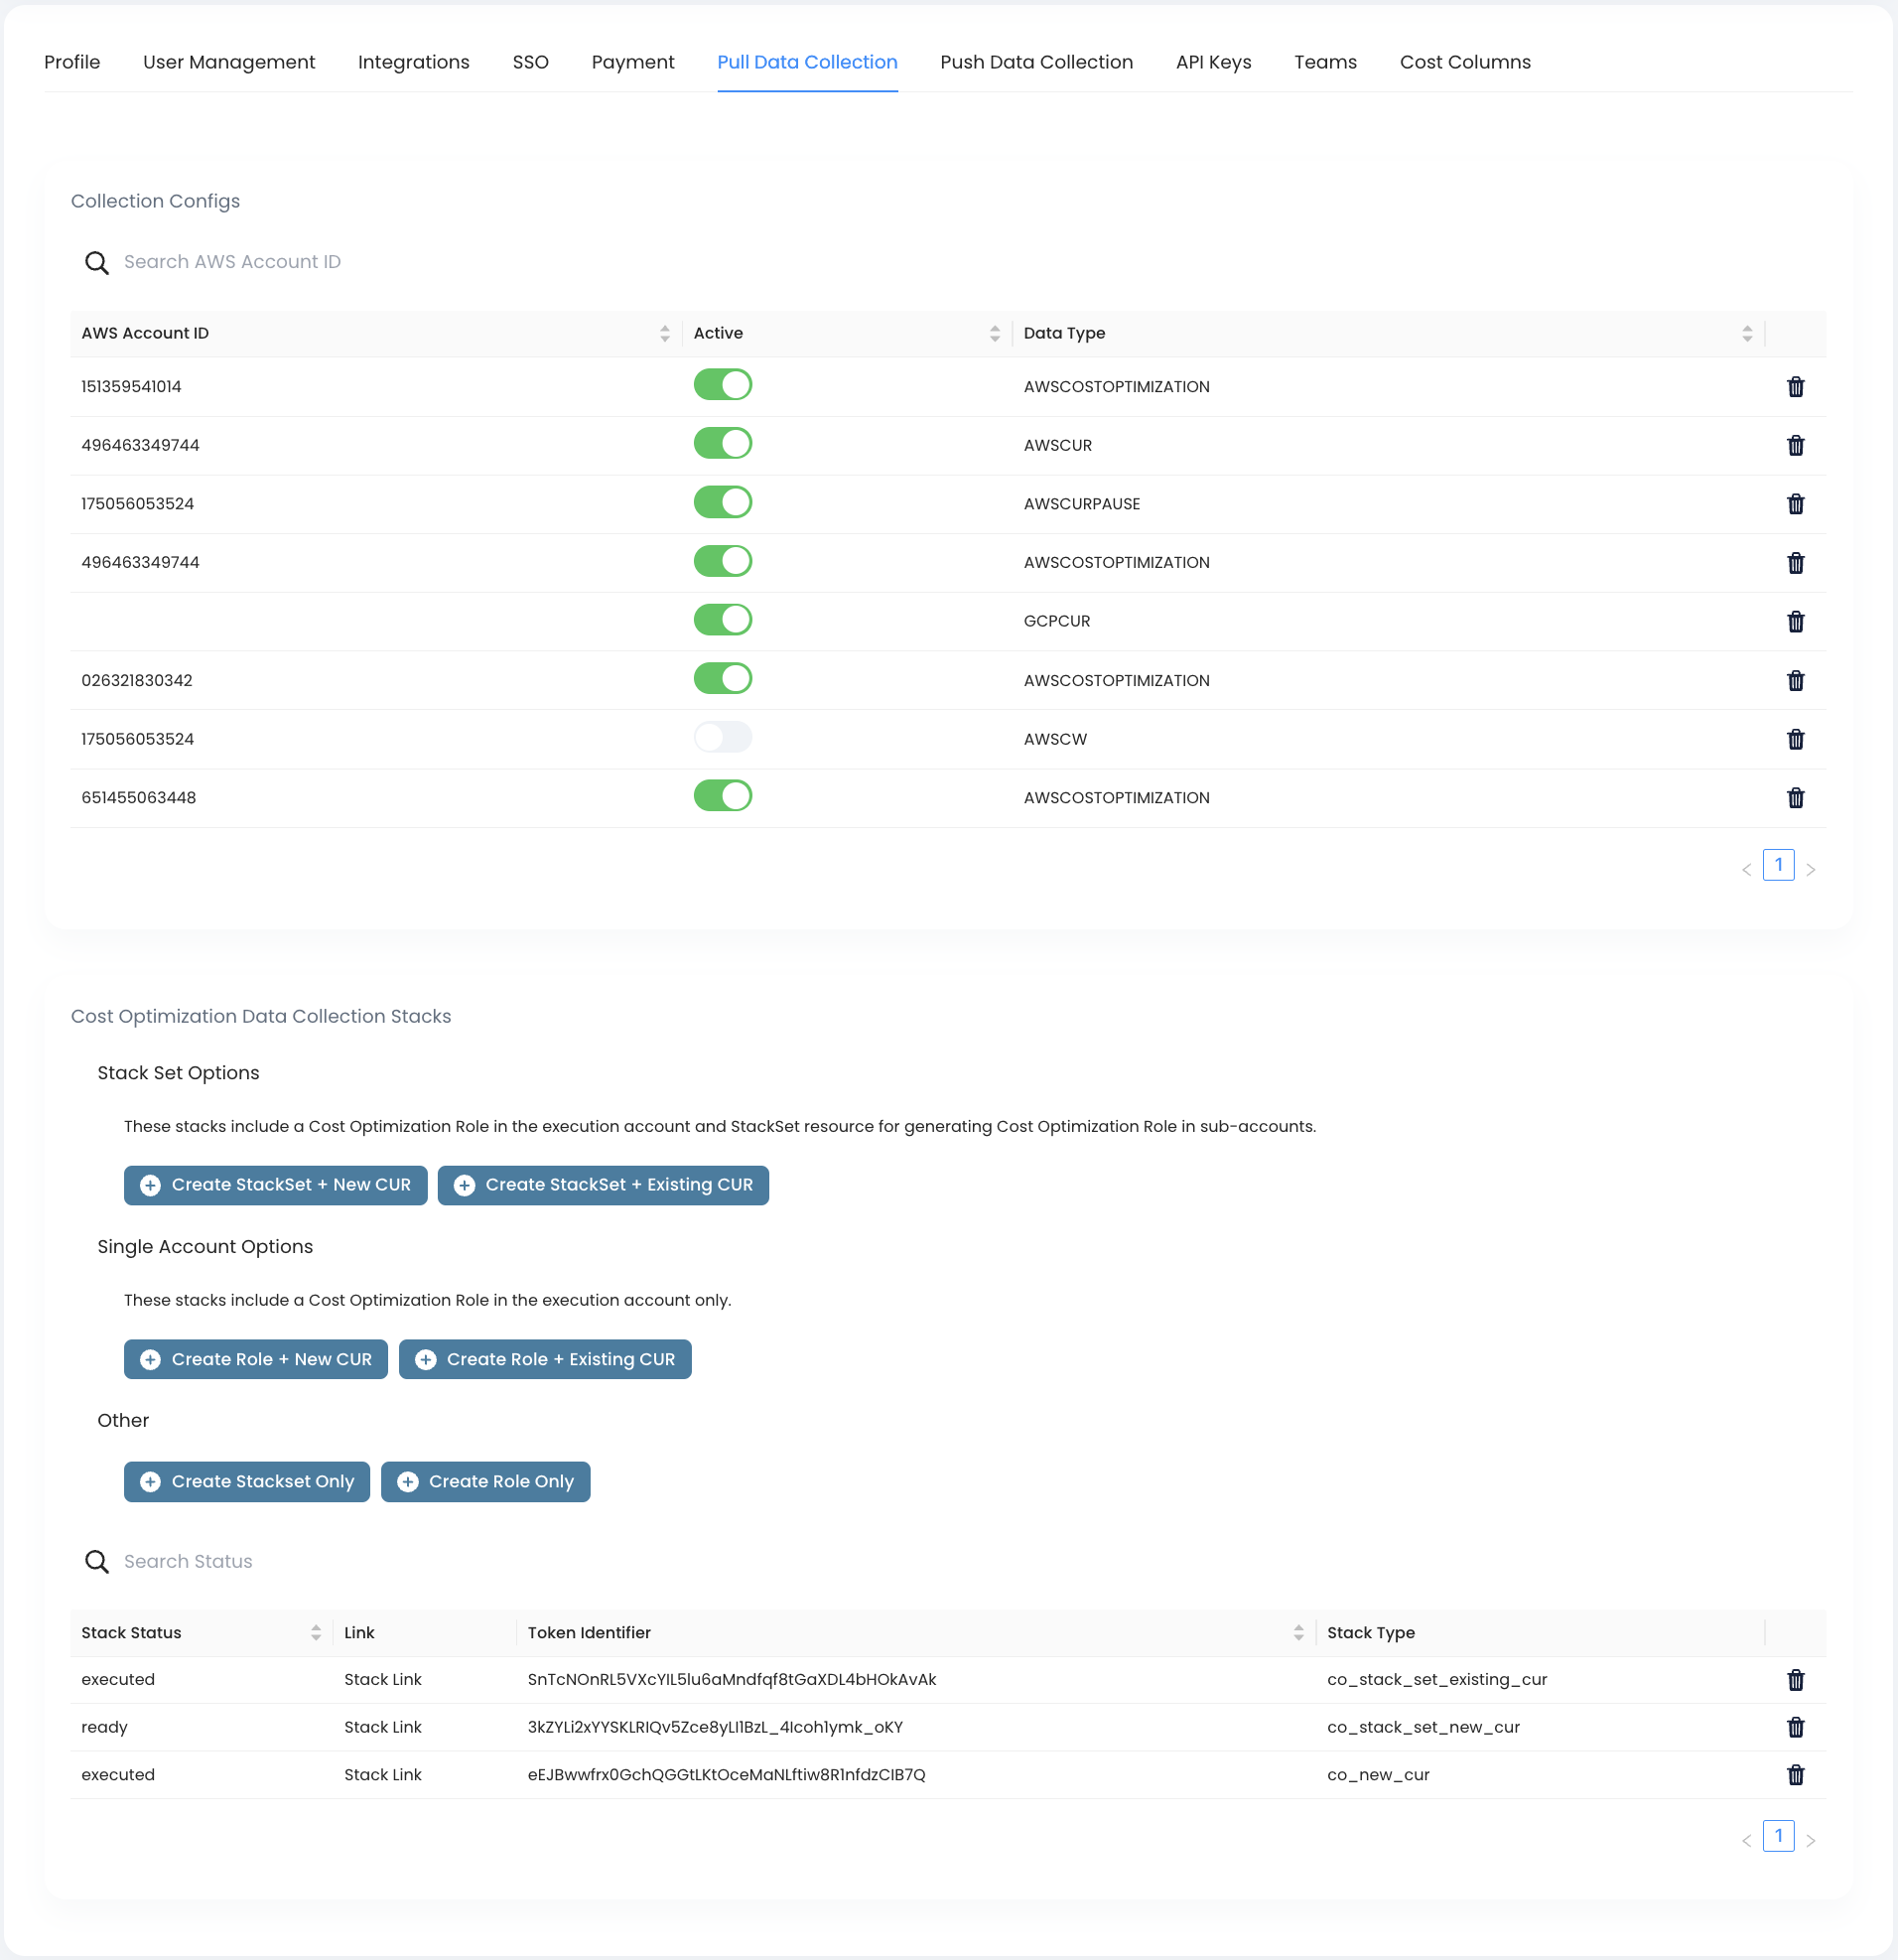 Profile User Management Integrations SSO Payment Pull Data Collection Push Data Collection API Keys Teams Cost Columns
Collection Configs
Search AWS Account ID
AWS Account ID Active Data Type
151359541014 AWSCOSTOPTIMIZATION
496463349744 AWSCUR
175056053524 AWSCURPAUSE
496463349744 AWSCOSTOPTIMIZATION
GCPCUR
026321830342 AWSCOSTOPTIMIZATION
175056053524 AWSCW
651455063448 AWSCOSTOPTIMIZATION
< 1 >
Cost Optimization Data Collection Stacks
Stack Set Options
These stacks include a Cost Optimization Role in the execution account and StackSet resource for generating Cost Optimization Role in sub-accounts.
Create StackSet + New CUR Create StackSet + Existing CUR
Single Account Options
These stacks include a Cost Optimization Role in the execution account only.
Create Role + New CUR Create Role + Existing CUR
Other
Create Stackset Only Create Role Only
Search Status
Stack Status Link Token Identifier Stack Type
executed Stack Link SnTcNOnRL5VXcYIL5lu6aMndfqf8tGaXDL4bHOkAvAk co_stack_set_existing_cur
ready Stack Link 3kZYLi2xYYSKLRIQv5Zce8yLI1BzL_4Icoh1ymk_oKY co_stack_set_new_cur
executed Stack Link eEJBwwfrx0GchQGGtLKtOceMaNLftiw8R1nfdzCIB7Q co_new_cur
< 1 >